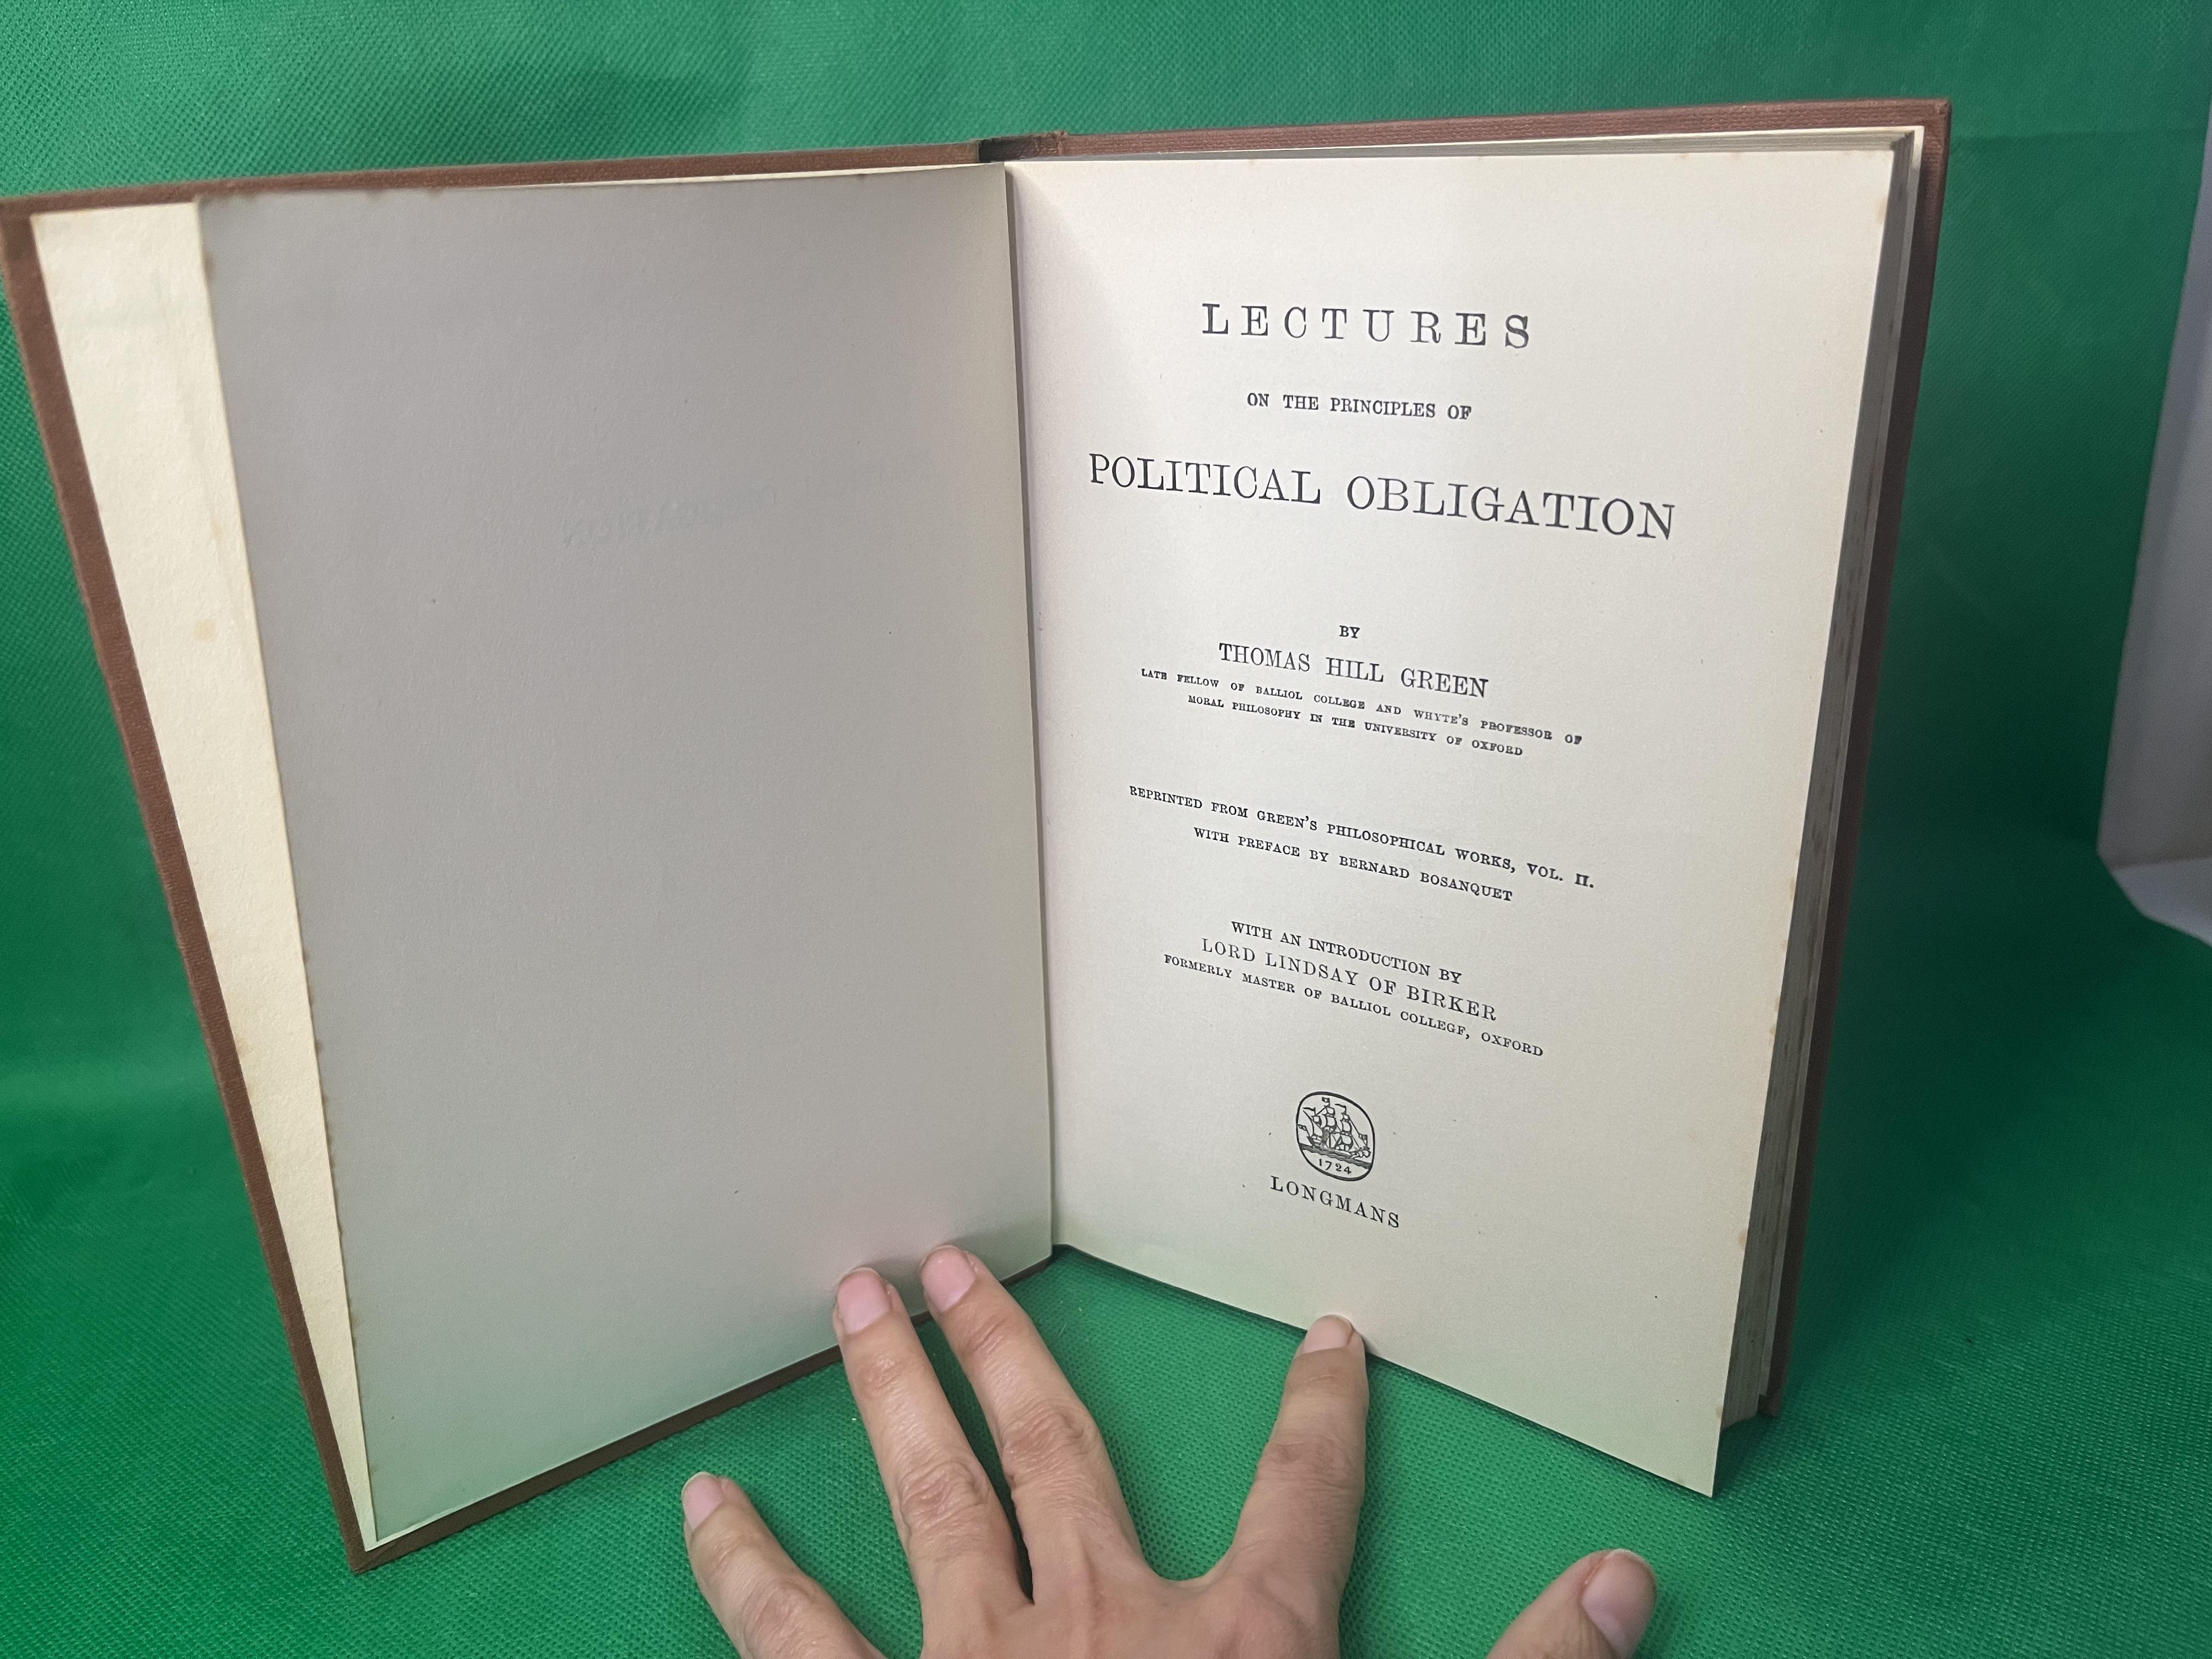 LECTURES
ON THE PRINCIPLES OF
POLITICAL OBLIGATION
BY
THOMAS HILL GREEN
LATE FELLOW OF BALLIOL COLLEGE AND WHYTE'S PROFESSOR OF
MORAL PHILOSOPHY IN THE UNIVERSITY OF OXFORD
REPRINTED FROM GREEN'S PHILOSOPHICAL WORKS, VOL. II.
WITH PREFACE BY BERNARD BOSANQUET
WITH AN INTRODUCTION BY
LORD LINDSAY OF BIRKER
FORMERLY MASTER OF BALLIOL COLLEGE, OXFORD
1724
LONGMANS